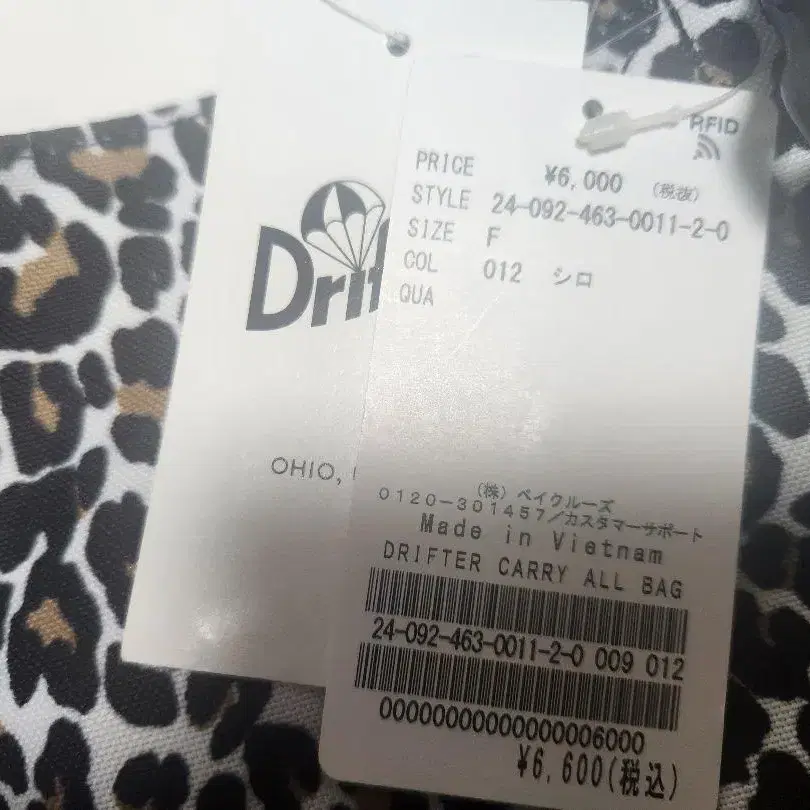 Drif
OHIO,
RFID
PRICE ¥6,000 (税抜)
STYLE 24-092-463-0011-2-0
SIZE F
COL 012 シロ
QUA
(株) ベイクルーズ
0120-301457/カスタマーサポート
Made in Vietnam
DRIFTER CARRY ALL BAG
24-092-463-0011-2-0 009 012
00000000000000006000
¥6,600(税込)